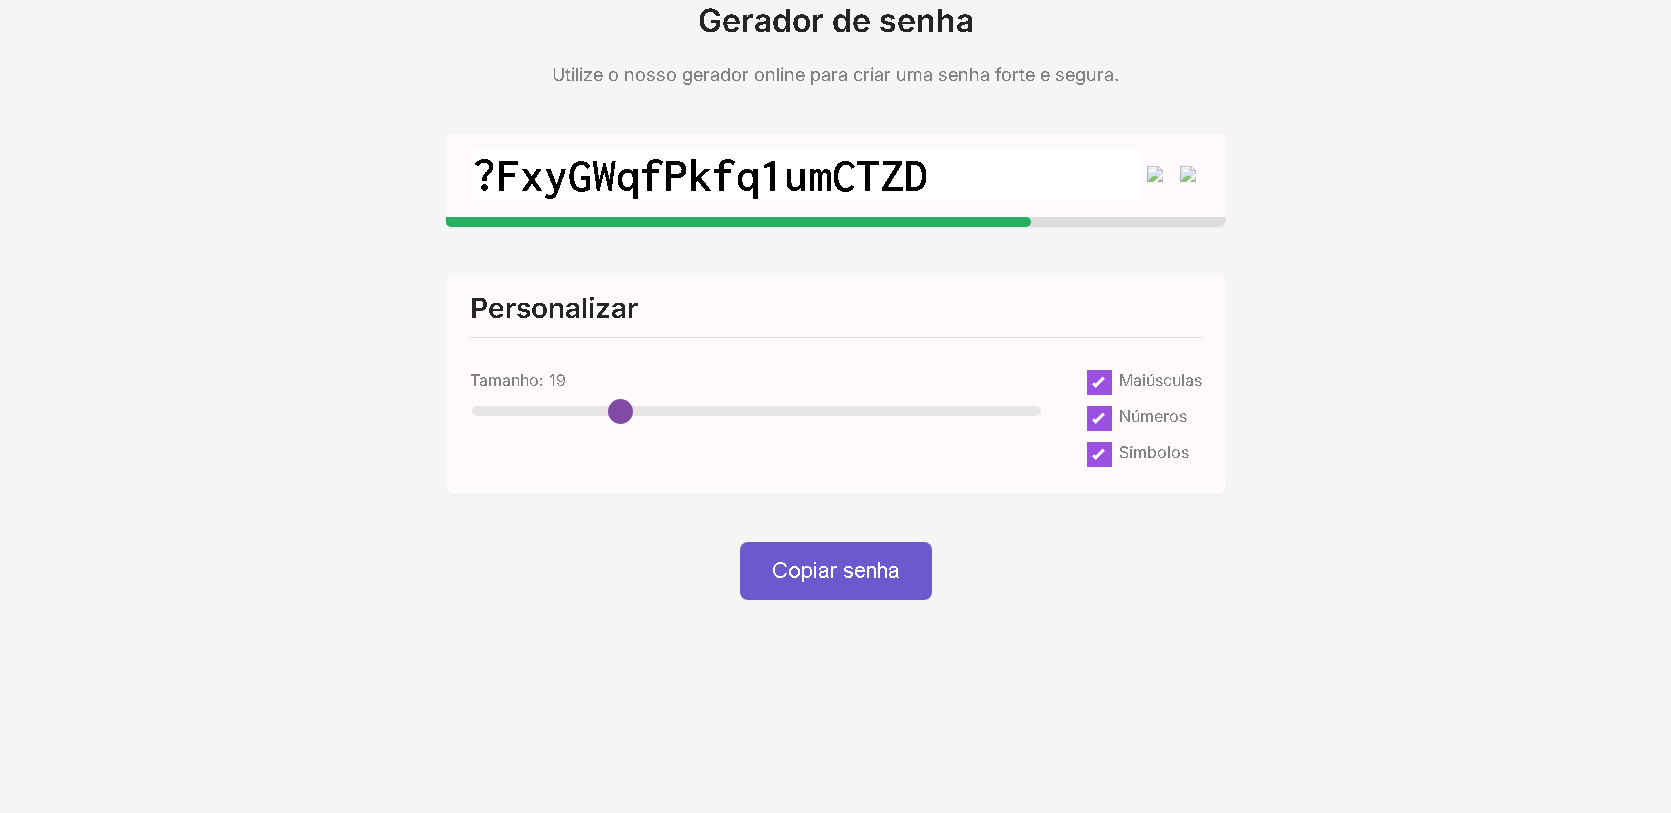 Gerador de senha
Utilize o nosso gerador online para criar uma senha forte e segura.
?FxyGWqfPkfq1umCTZD
Personalizar
Tamanho: 19
Maiúsculas
Números
Símbolos
Copiar senha